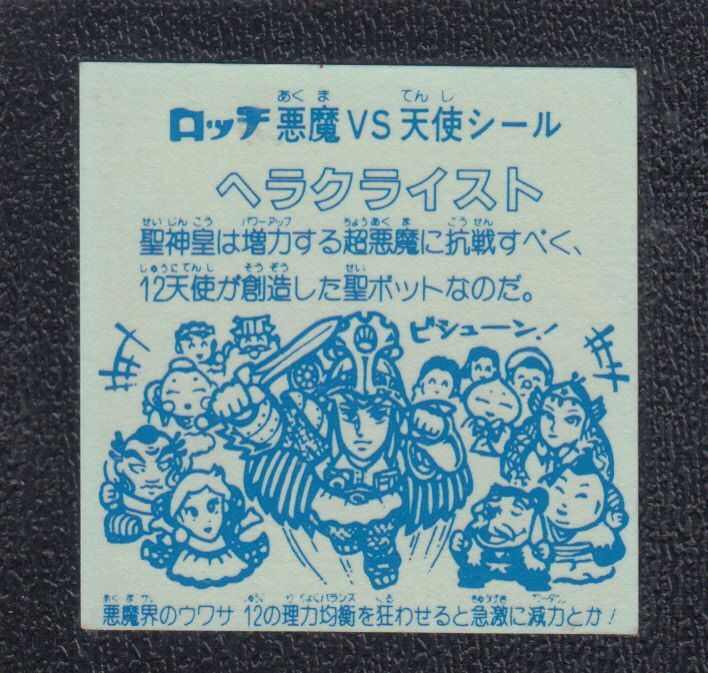 ロッチ 悪魔VS天使シール
ヘラクライスト
聖神皇は増力する超悪魔に抗戦すべく、
12天使が創造した聖ボットなのだ。
ビシューン!
悪魔界のウワサ 12の理力均衡を狂わせると急激に減力とか!